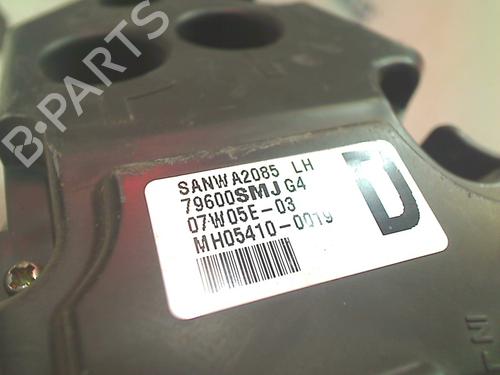 B-PARTS
SANWA2085 LH
79600SMJ G4
07W05E-03
MH05410-0019
D